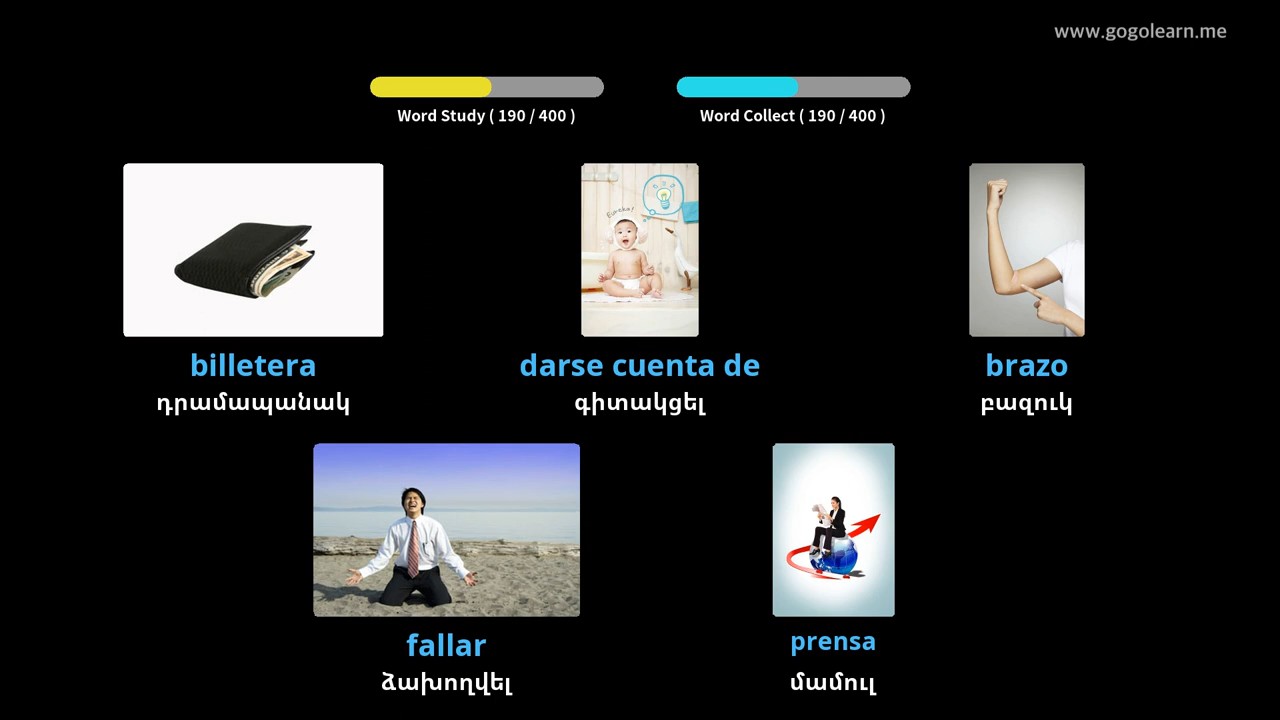 www.gogolearn.me
Word Study ( 190 / 400 )
Word Collect ( 190 / 400 )
Eureka!
billetera
դրամապանակ
darse cuenta de
գիտակցել
brazo
բազուկ
fallar
ձախողվել
prensa
մամուլ